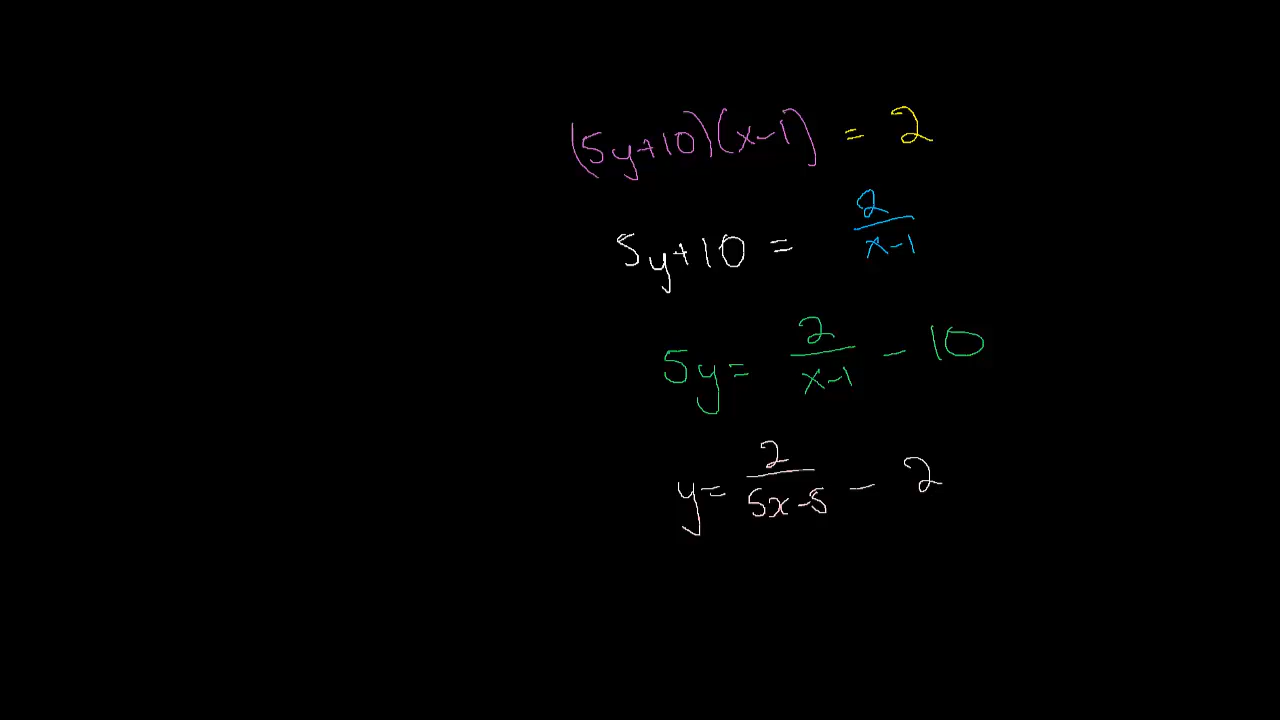 (5y+10)(x-1) = 2
5y+10 = 2/(x-1)
5y = 2/(x-1) - 10
y = 2/(5x-5) - 2